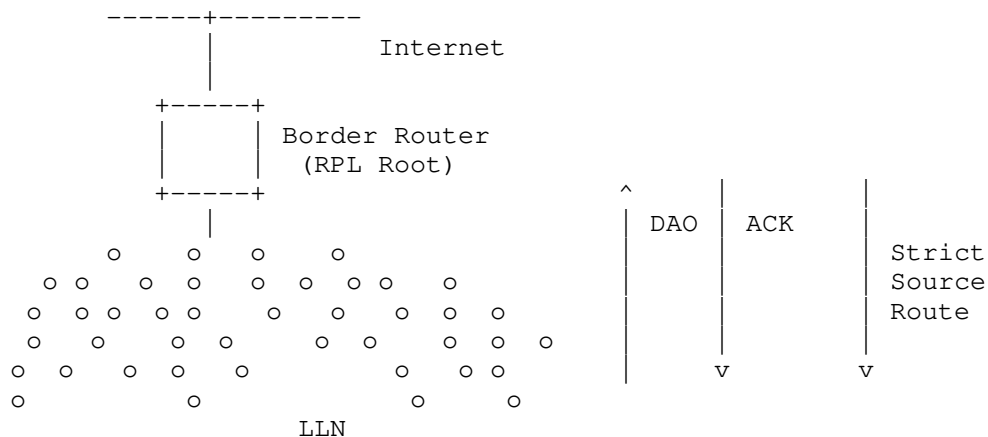 Internet
Border Router
(RPL Root)
DAO ACK
Strict
Source
Route
LLN